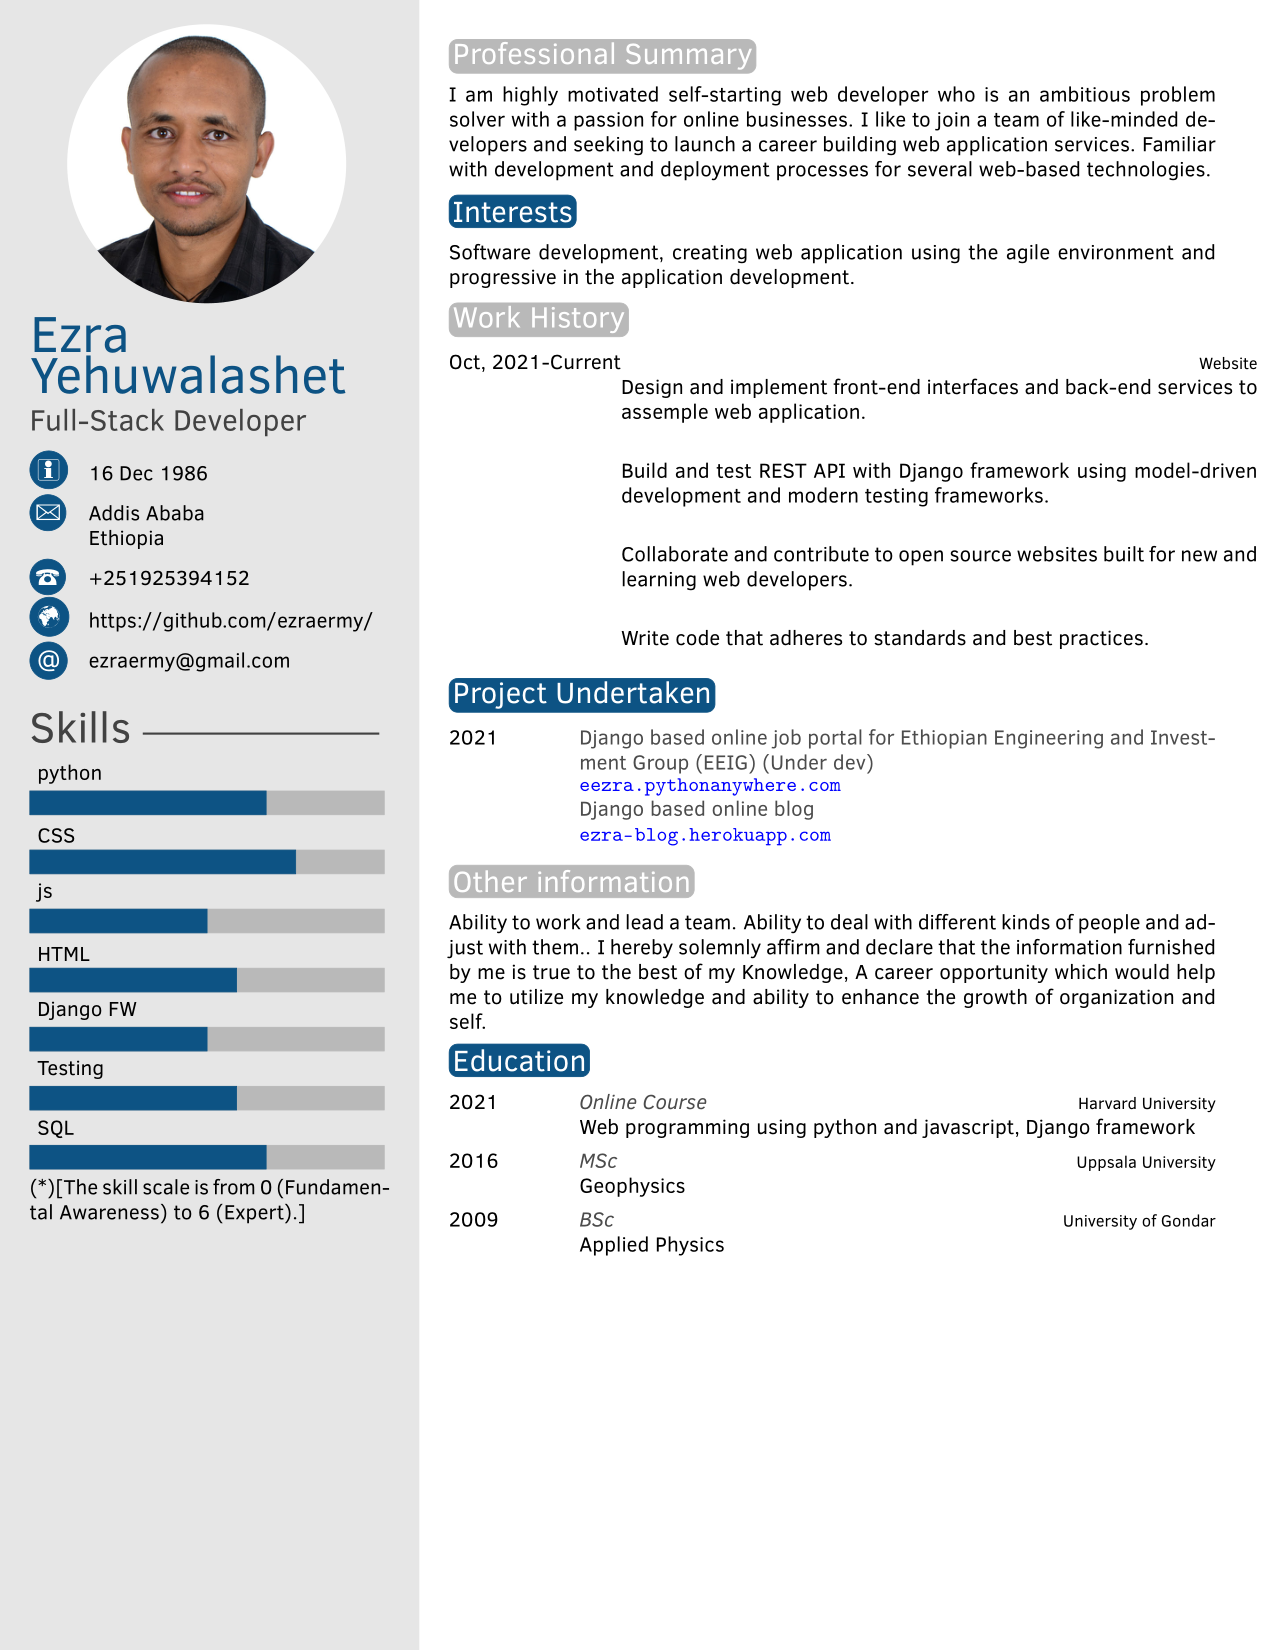 Ezra
Yehuwalashet
Full-Stack Developer
16 Dec 1986
Addis Ababa
Ethiopia
+251925394152
https://github.com/ezraermy/
@
ezraermy@gmail.com
Skills
python
CSS
js
HTML
Django FW
Testing
SQL
(*)[The skill scale is from 0 (Fundamen-
tal Awareness) to 6 (Expert).]
Professional Summary
I am highly motivated self-starting web developer who is an ambitious problem
solver with a passion for online businesses. I like to join a team of like-minded de-
velopers and seeking to launch a career building web application services. Familiar
with development and deployment processes for several web-based technologies.
Interests
Software development, creating web application using the agile environment and
progressive in the application development.
Work History
Oct, 2021-Current Website
Design and implement front-end interfaces and back-end services to
assemple web application.
Build and test REST API with Django framework using model-driven
development and modern testing frameworks.
Collaborate and contribute to open source websites built for new and
learning web developers.
Write code that adheres to standards and best practices.
Project Undertaken
2021 Django based online job portal for Ethiopian Engineering and Invest-
ment Group (EEIG) (Under dev)
eezra.pythonanywhere.com
Django based online blog
ezra-blog.herokuapp.com
Other information
Ability to work and lead a team. Ability to deal with different kinds of people and ad-
just with them.. I hereby solemnly affirm and declare that the information furnished
by me is true to the best of my Knowledge, A career opportunity which would help
me to utilize my knowledge and ability to enhance the growth of organization and
self.
Education
2021 Online Course Harvard University
Web programming using python and javascript, Django framework
2016 MSc Uppsala University
Geophysics
2009 BSc University of Gondar
Applied Physics